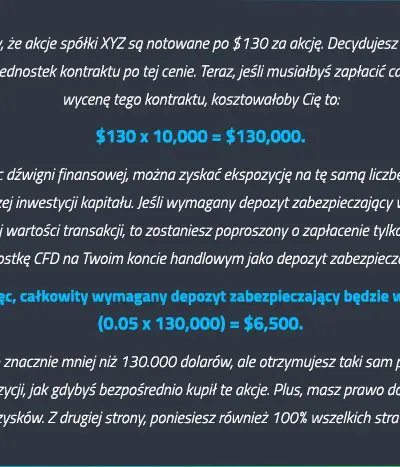 , że akcje spółki XYZ są notowane po $130 za akcję. Decydujesz
ednostek kontraktu po tej cenie. Teraz, jeśli musiałbyś zapłacić
wycenę tego kontraktu, kosztowałoby Cię to:
$130 x 10,000 = $130,000.
dźwigni finansowej, można zyskać ekspozycję na tę samą liczbę
inwestycji kapitału. Jeśli wymagany depozyt zabezpieczający
wartości transakcji, to zostaniesz poproszony o zapłacenie tylko
ostkę CFD na Twoim koncie handlowym jako depozyt zabezpiecza
ęc, całkowity wymagany depozyt zabezpieczający będzie w
(0.05 x 130,000) = $6,500.
znacznie mniej niż 130.000 dolarów, ale otrzymujesz taki sam
zycji, jak gdybyś bezpośrednio kupił te akcje. Plus, masz prawo do
zysków. Z drugiej strony, poniesiesz również 100% wszelkich stra